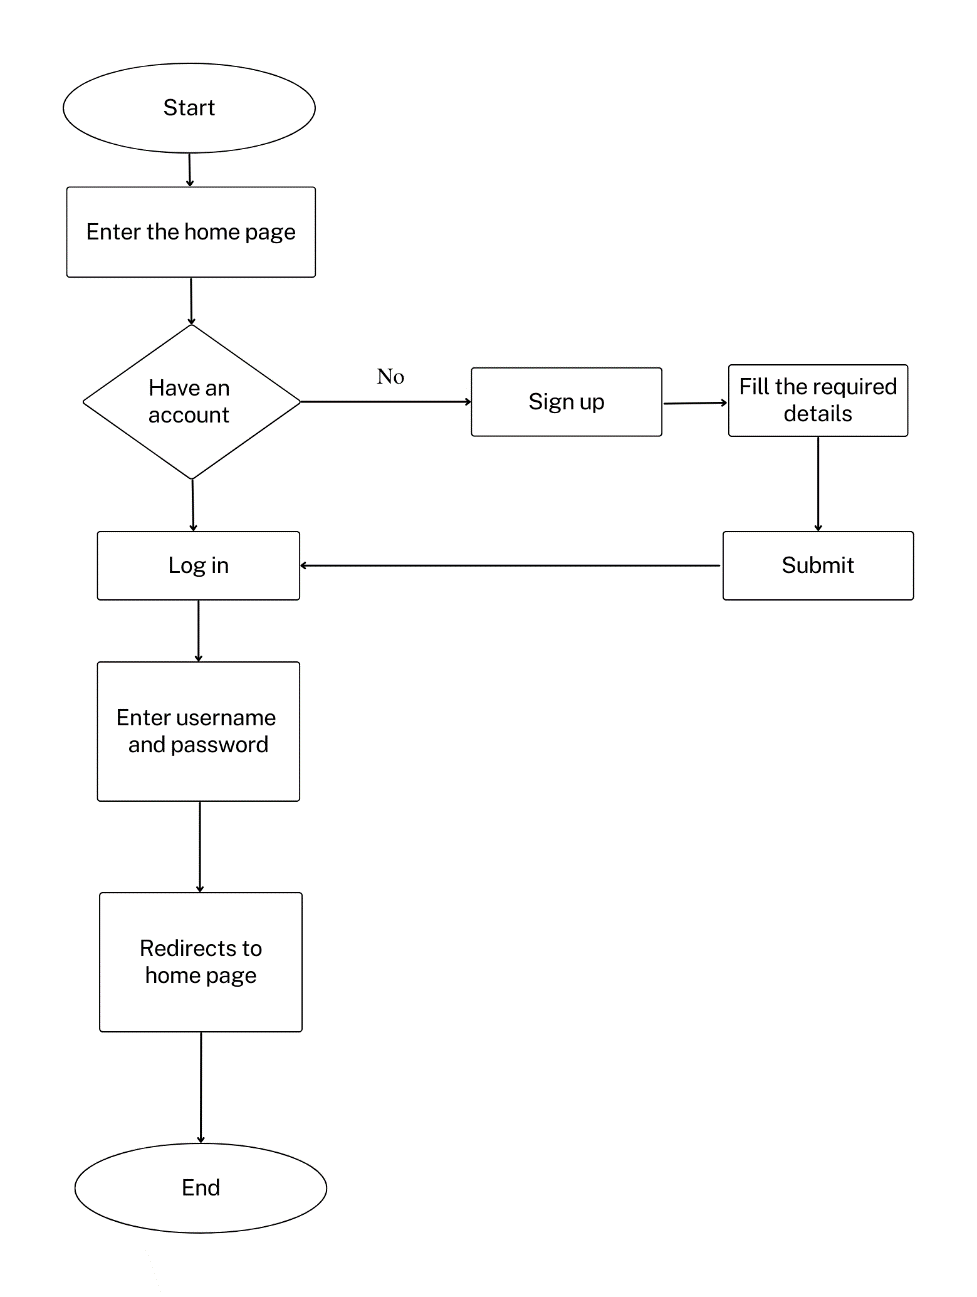 Start
Enter the home page
Have an
account
No
Sign up
Fill the required
details
Log in
Submit
Enter username
and password
Redirects to
home page
End